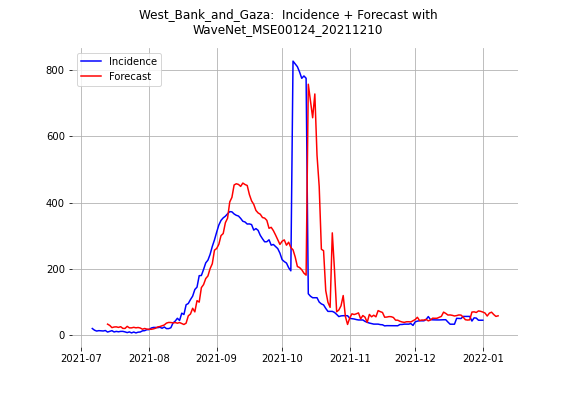 West_Bank_and_Gaza:  Incidence + Forecast with
WaveNet_MSE00124_20211210
Incidence
Forecast
800
600
400
200
0
2021-07 2021-08 2021-09 2021-10 2021-11 2021-12 2022-01